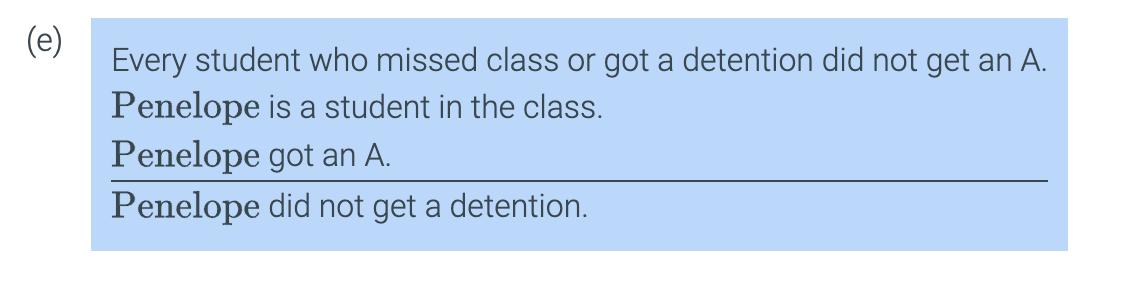 (e)
Every student who missed class or got a detention did not get an A.
Penelope is a student in the class.
Penelope got an A.
Penelope did not get a detention.